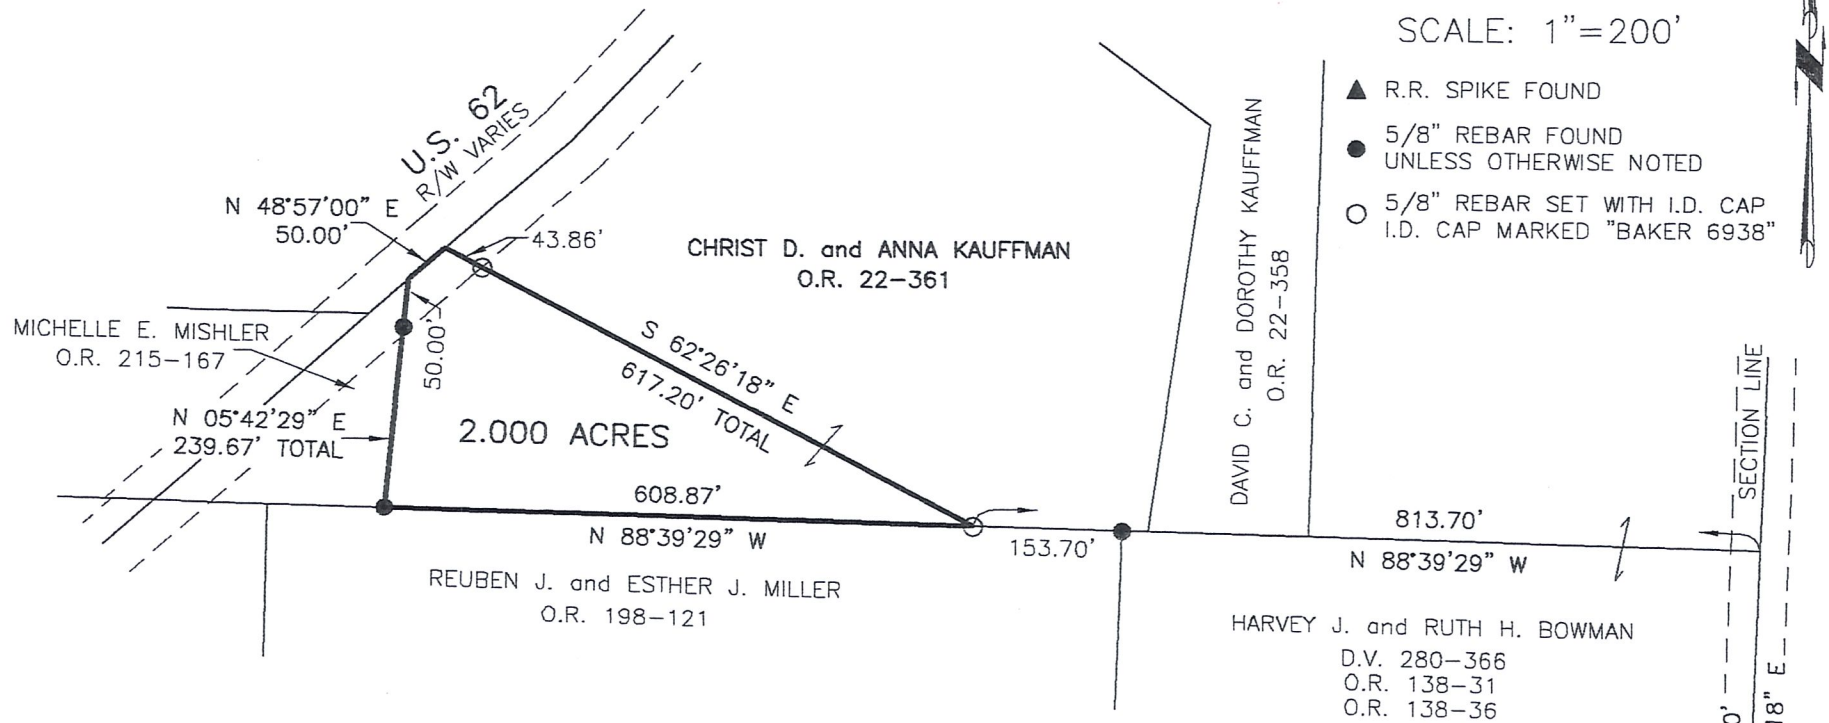 SCALE: 1"=200'
R.R. SPIKE FOUND
5/8" REBAR FOUND
UNLESS OTHERWISE NOTED
5/8" REBAR SET WITH I.D. CAP
I.D. CAP MARKED "BAKER 6938"
U.S. 62
R/W VARIES
N 48°57'00" E
50.00'
43.86'
CHRIST D. and ANNA KAUFFMAN
O.R. 22-361
DAVID C. and DOROTHY KAUFFMAN
O.R. 22-358
MICHELLE E. MISHLER
O.R. 215-167
50.00'
S 62°26'18" E
617.20' TOTAL
N 05°42'29" E
239.67' TOTAL
2.000 ACRES
608.87'
N 88°39'29" W
153.70'
813.70'
N 88°39'29" W
SECTION LINE
REUBEN J. and ESTHER J. MILLER
O.R. 198-121
HARVEY J. and RUTH H. BOWMAN
D.V. 280-366
O.R. 138-31
O.R. 138-36
0'
18" E